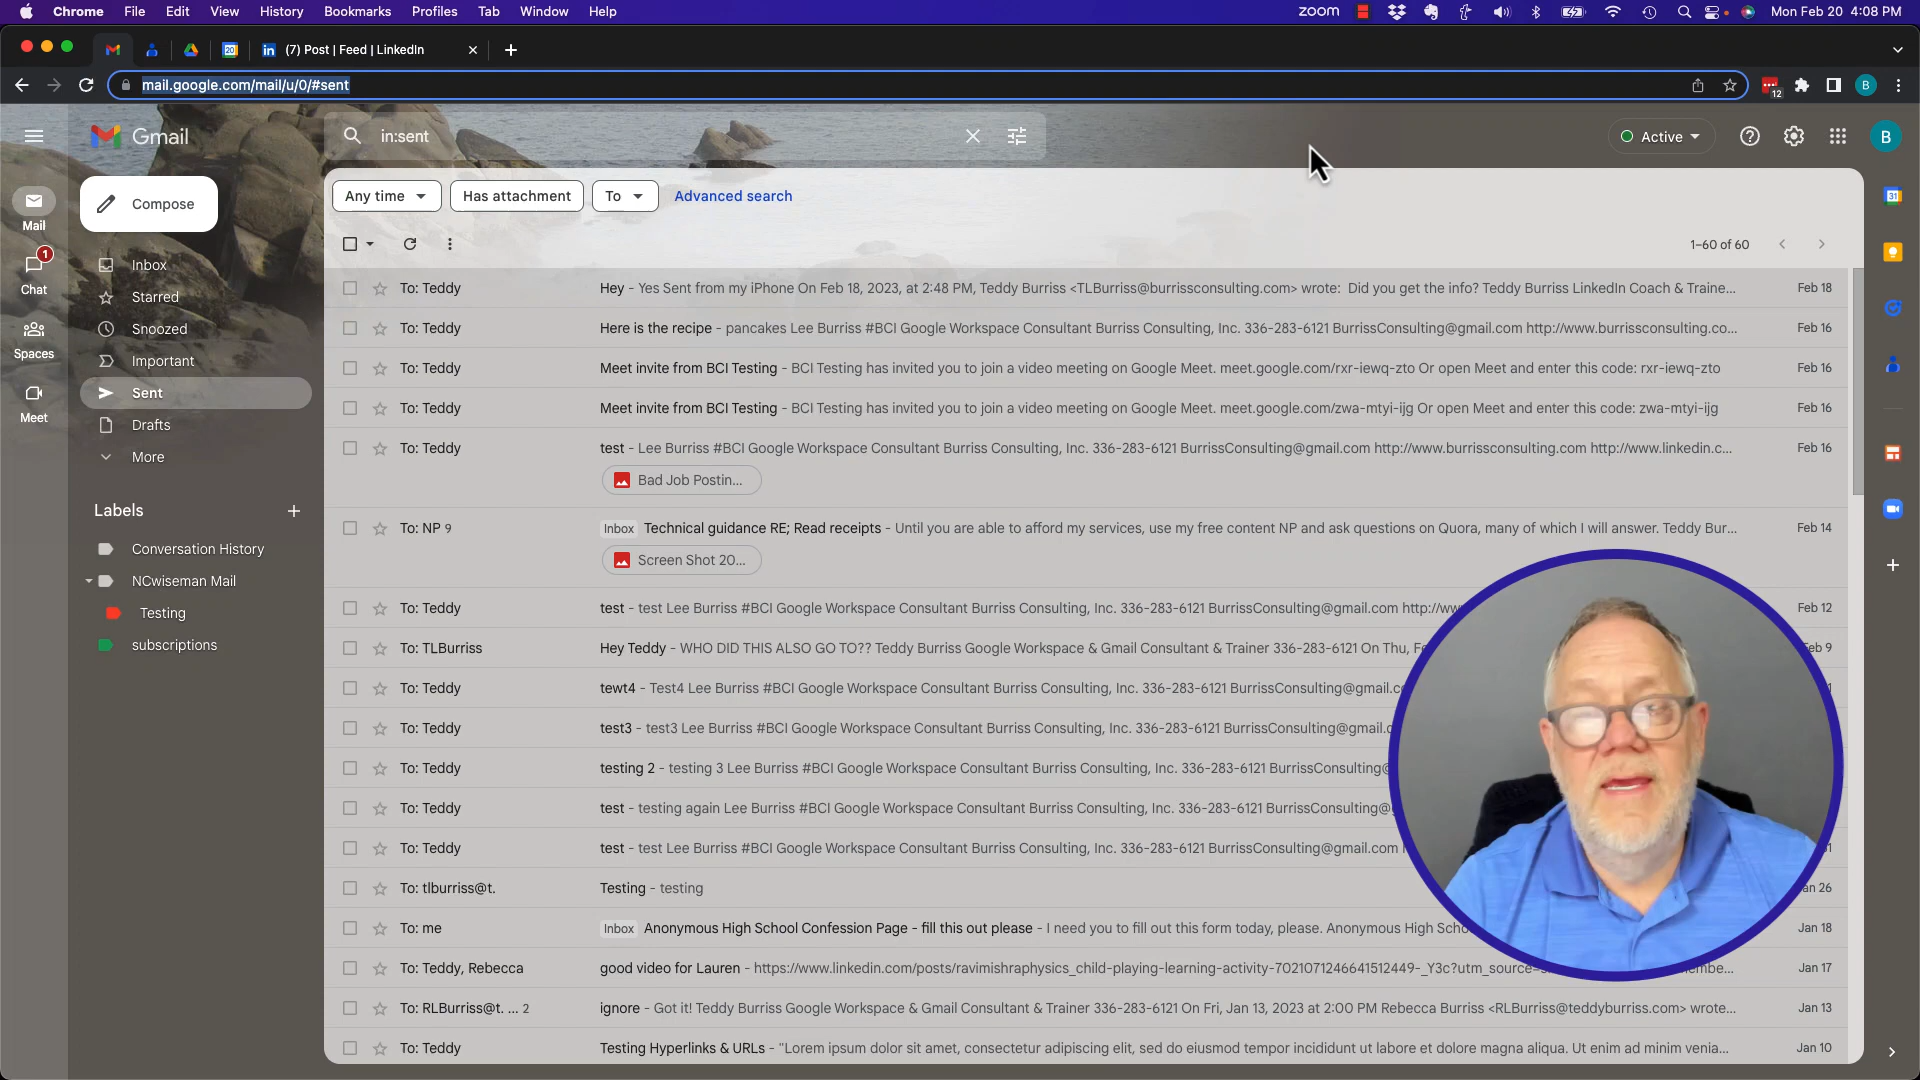 Chrome File Edit View History Bookmarks Profiles Tab Window Help zoom Mon Feb 20 4:08 PM
20 in (7) Post | Feed | LinkedIn
mail.google.com/mail/u/0/#sent 12 B
Gmail in:sent Active B
Any time Has attachment To Advanced search
Compose
Mail
1
Chat
Spaces
Meet
Inbox
Starred
Snoozed
Important
Sent
Drafts
More
Labels
Conversation History
NCwiseman Mail
Testing
subscriptions
1–60 of 60
31
To: Teddy Hey - Yes Sent from my iPhone On Feb 18, 2023, at 2:48 PM, Teddy Burriss <TLBurriss@burrissconsulting.com> wrote: Did you get the info? Teddy Burriss LinkedIn Coach & Traine... Feb 18
To: Teddy Here is the recipe - pancakes Lee Burriss #BCI Google Workspace Consultant Burriss Consulting, Inc. 336-283-6121 BurrissConsulting@gmail.com http://www.burrissconsulting.co... Feb 16
To: Teddy Meet invite from BCI Testing - BCI Testing has invited you to join a video meeting on Google Meet. meet.google.com/rxr-iewq-zto Or open Meet and enter this code: rxr-iewq-zto Feb 16
To: Teddy Meet invite from BCI Testing - BCI Testing has invited you to join a video meeting on Google Meet. meet.google.com/zwa-mtyi-ijg Or open Meet and enter this code: zwa-mtyi-ijg Feb 16
To: Teddy test - Lee Burriss #BCI Google Workspace Consultant Burriss Consulting, Inc. 336-283-6121 BurrissConsulting@gmail.com http://www.burrissconsulting.com http://www.linkedin.c... Feb 16
Bad Job Postin...
To: NP 9 Inbox Technical guidance RE; Read receipts - Until you are able to afford my services, use my free content NP and ask questions on Quora, many of which I will answer. Teddy Bur... Feb 14
Screen Shot 20...
To: Teddy test - test Lee Burriss #BCI Google Workspace Consultant Burriss Consulting, Inc. 336-283-6121 BurrissConsulting@gmail.com Feb 12
To: TLBurriss Hey Teddy - WHO DID THIS ALSO GO TO?? Teddy Burriss Google Workspace & Gmail Consultant & Trainer 336-283-6121 On Thu, 9
To: Teddy tewt4 - Test4 Lee Burriss #BCI Google Workspace Consultant Burriss Consulting, Inc. 336-283-6121
To: Teddy test3 - test3 Lee Burriss #BCI Google Workspace Consultant Burriss Consulting, Inc. 336-283-6121
To: Teddy testing 2 - testing 3 Lee Burriss #BCI Google Workspace Consultant Burriss Consulting, Inc. 336-283-6121
To: Teddy test - testing again Lee Burriss #BCI Google Workspace Consultant Burriss Consulting, Inc. 336-283-6121
To: Teddy test - test Lee Burriss #BCI Google Workspace Consultant Burriss Consulting, Inc. 336-283-6121 BurrissConsulting@gmail.com
To: tlburriss@t. Testing - testing 26
To: me Inbox Anonymous High School Confession Page - fill this out please - I need you to fill out this form today, please. Anonymous High Jan 18
To: Teddy, Rebecca good video for Lauren - https://www.linkedin.com/posts/ravimishraphysics_child-playing-learning-activity-7021071246641512449-_Y3c?utm_source= Jan 17
To: RLBurriss@t. ... 2 ignore - Got it! Teddy Burriss Google Workspace & Gmail Consultant & Trainer 336-283-6121 On Fri, Jan 13, 2023 at 2:00 PM Rebecca Burriss <RLBurriss@teddyburriss.com> wrote... Jan 13
To: Teddy Testing Hyperlinks & URLs - "Lorem ipsum dolor sit amet, consectetur adipiscing elit, sed do eiusmod tempor incididunt ut labore et dolore magna aliqua. Ut enim ad minim venia... Jan 10